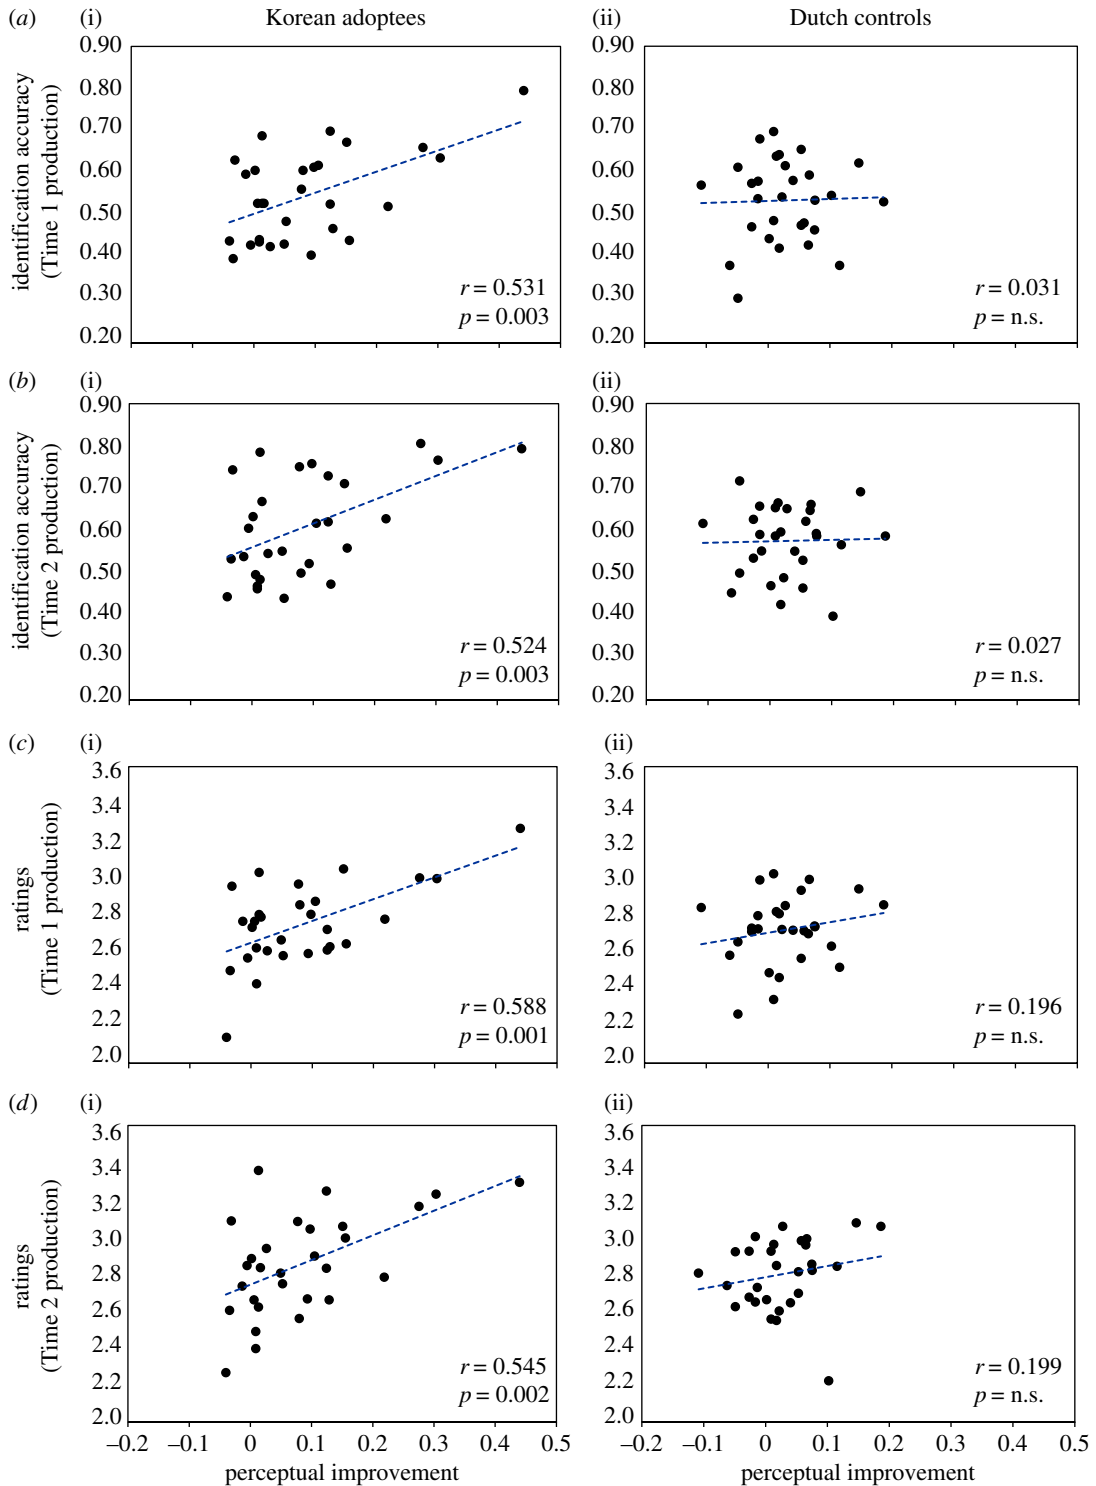 (a) (i) Korean adoptees (ii) Dutch controls
identification accuracy
(Time 1 production)
0.90
0.80
0.70
0.60
0.50
0.40
0.30
0.20
r = 0.531
p = 0.003
0.90
0.80
0.70
0.60
0.50
0.40
0.30
0.20
r = 0.031
p = n.s.
(b) (i) (ii)
identification accuracy
(Time 2 production)
0.90
0.80
0.70
0.60
0.50
0.40
0.30
0.20
r = 0.524
p = 0.003
0.90
0.80
0.70
0.60
0.50
0.40
0.30
0.20
r = 0.027
p = n.s.
(c) (i) (ii)
ratings
(Time 1 production)
3.6
3.4
3.2
3.0
2.8
2.6
2.4
2.2
2.0
r = 0.588
p = 0.001
3.6
3.4
3.2
3.0
2.8
2.6
2.4
2.2
2.0
r = 0.196
p = n.s.
(d) (i) (ii)
ratings
(Time 2 production)
3.6
3.4
3.2
3.0
2.8
2.6
2.4
2.2
2.0
r = 0.545
p = 0.002
3.6
3.4
3.2
3.0
2.8
2.6
2.4
2.2
2.0
r = 0.199
p = n.s.
–0.2 –0.1 0 0.1 0.2 0.3 0.4 0.5
perceptual improvement
–0.2 –0.1 0 0.1 0.2 0.3 0.4 0.5
perceptual improvement